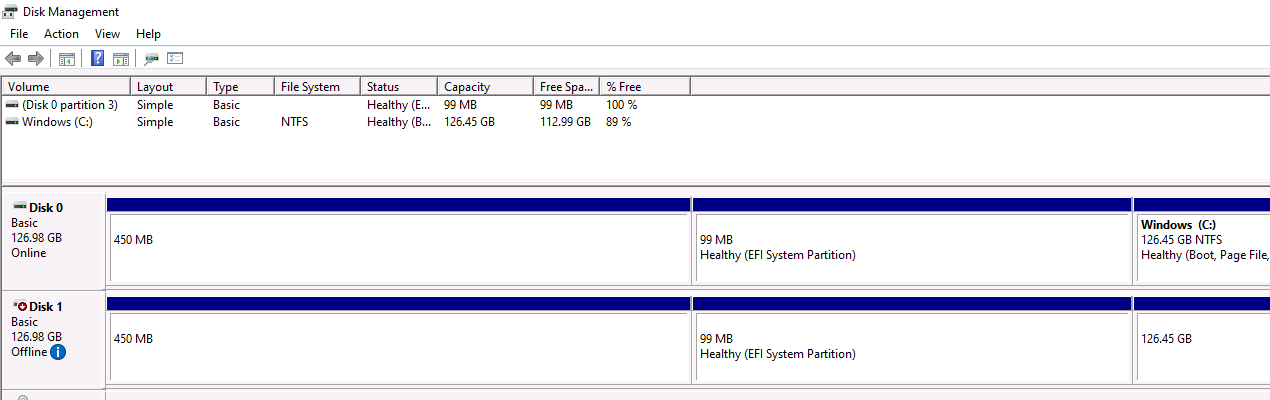 Disk Management
File Action View Help
Volume Layout Type File System Status Capacity Free Spa... % Free
(Disk 0 partition 3) Simple Basic Healthy (E... 99 MB 99 MB 100 %
Windows (C:) Simple Basic NTFS Healthy (B... 126.45 GB 112.99 GB 89 %
Disk 0
Basic
126.98 GB
Online
450 MB
99 MB
Healthy (EFI System Partition)
Windows (C:)
126.45 GB NTFS
Healthy (Boot, Page File,
Disk 1
Basic
126.98 GB
Offline
450 MB
99 MB
Healthy (EFI System Partition)
126.45 GB